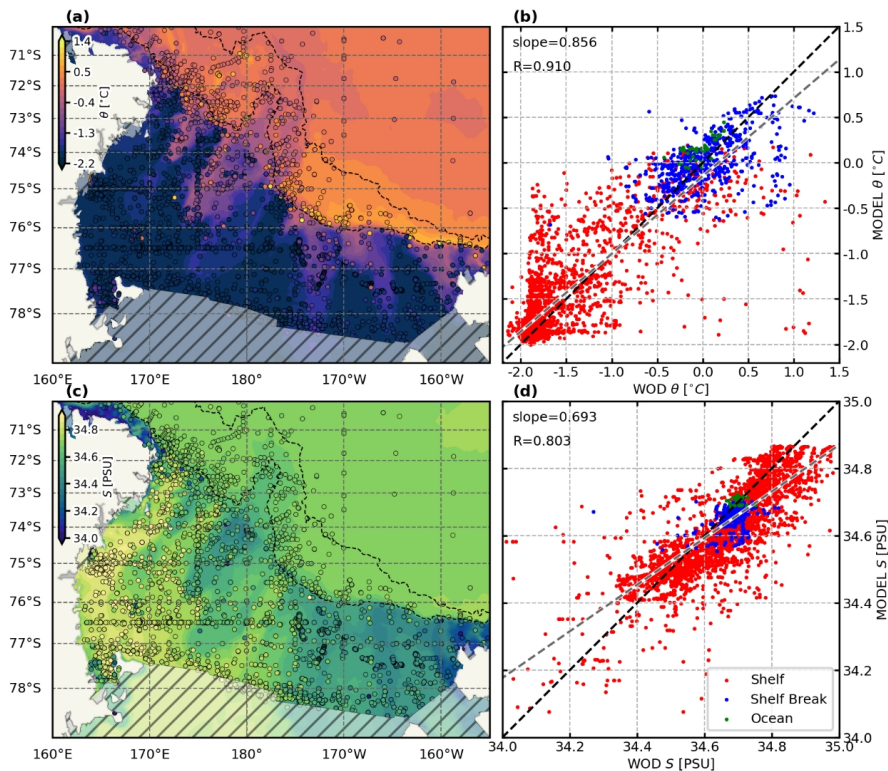 (a)
71°S
72°S
73°S
74°S
75°S
76°S
77°S
78°S
160°E
170°E
180°
170°W
160°W
1.4
0.5
-0.4
-1.3
-2.2
θ [°C]
(b)
slope=0.856
R=0.910
1.5
1.0
0.5
0.0
-0.5
-1.0
-1.5
-2.0
MODEL θ [°C]
-2.0
-1.5
-1.0
-0.5
0.0
0.5
1.0
1.5
WOD θ [°C]
(c)
71°S
72°S
73°S
74°S
75°S
76°S
77°S
78°S
160°E
170°E
180°
170°W
160°W
34.8
34.6
34.4
34.2
34.0
S [PSU]
(d)
slope=0.693
R=0.803
35.0
34.8
34.6
34.4
34.2
34.0
MODEL S [PSU]
Shelf
Shelf Break
Ocean
34.0
34.2
34.4
34.6
34.8
35.0
WOD S [PSU]